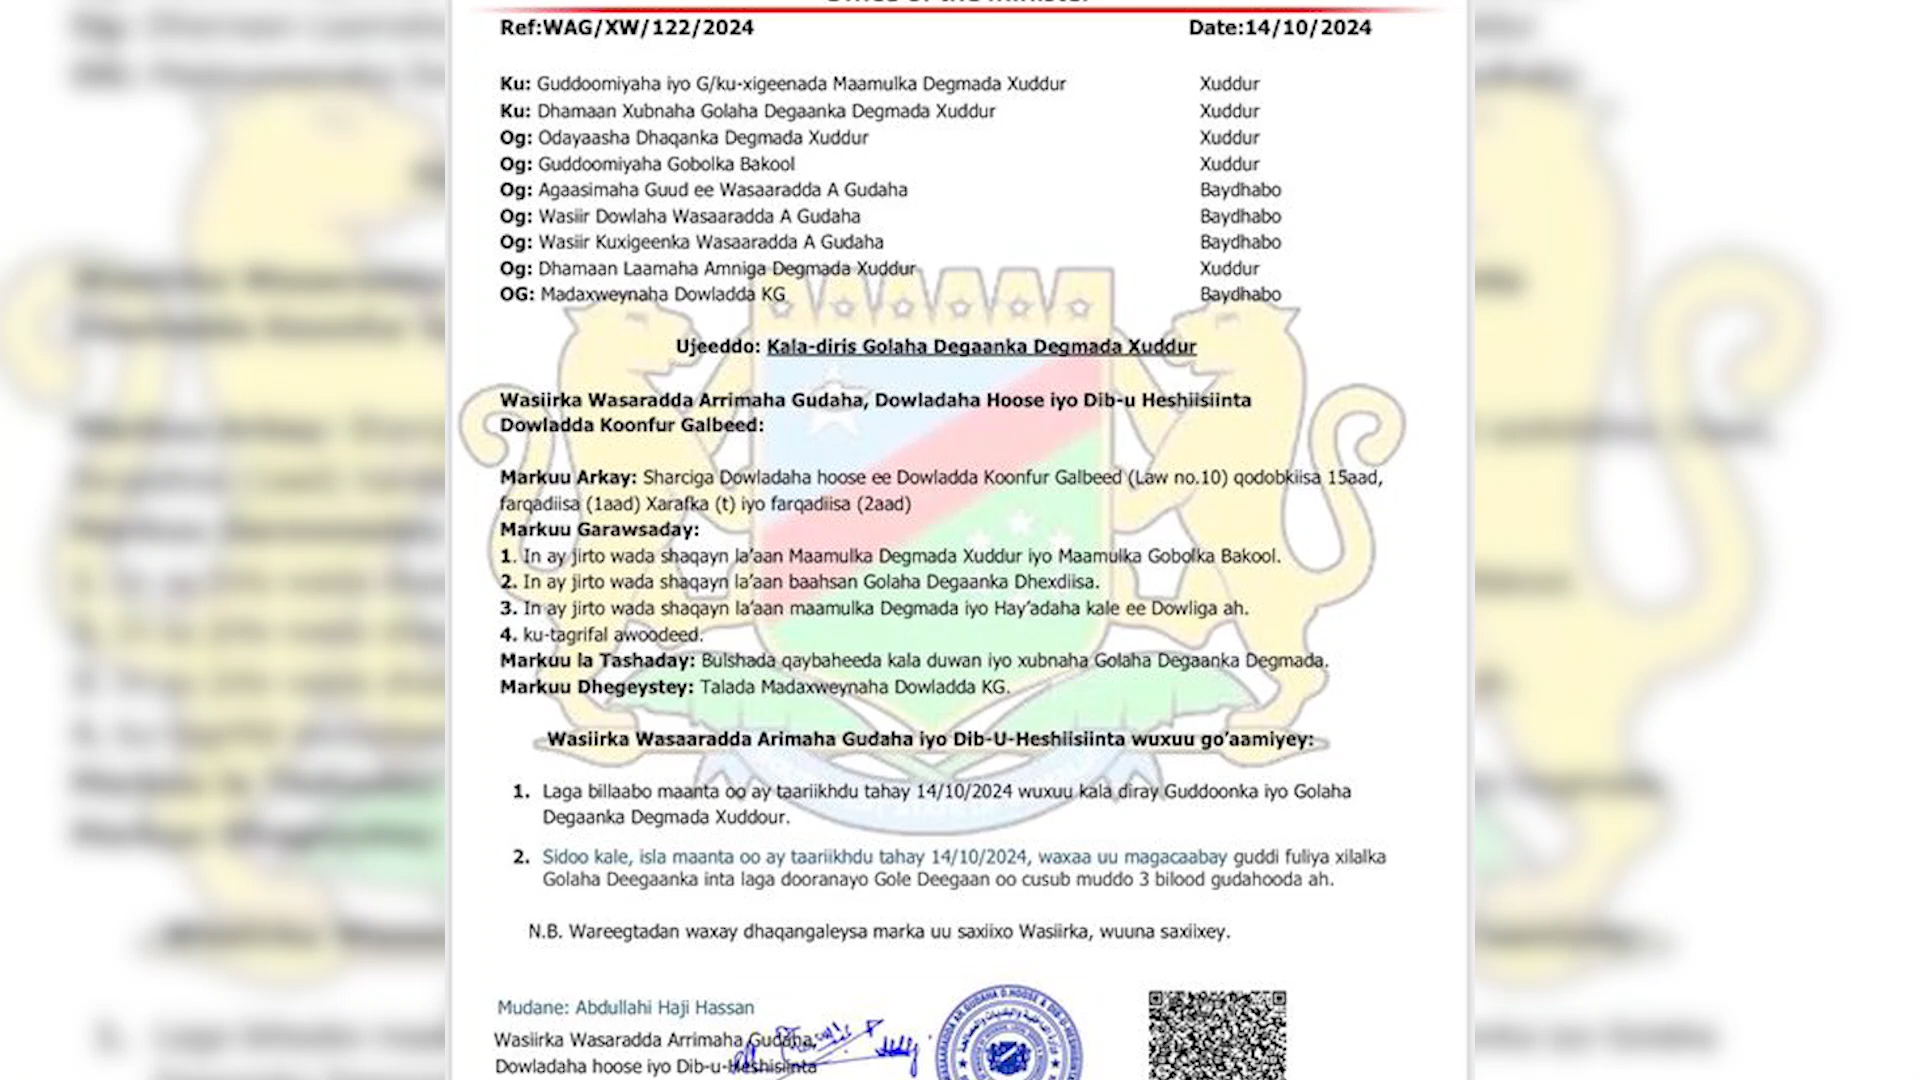 Office of the Minister
Ref:WAG/XW/122/2024 Date:14/10/2024
Ku: Guddoomiyaha iyo G/ku-xigeenada Maamulka Degmada Xuddur Xuddur
Ku: Dhamaan Xubnaha Golaha Degaanka Degmada Xuddur Xuddur
Og: Odayaasha Dhaqanka Degmada Xuddur Xuddur
Og: Guddoomiyaha Gobolka Bakool Xuddur
Og: Agaasimaha Guud ee Wasaaradda A Gudaha Baydhabo
Og: Wasiir Dowlaha Wasaaradda A Gudaha Baydhabo
Og: Wasiir Kuxigeenka Wasaaradda A Gudaha Baydhabo
Og: Dhamaan Laamaha Amniga Degmada Xuddur Xuddur
OG: Madaxweynaha Dowladda KG Baydhabo
Ujeeddo: Kala-diris Golaha Degaanka Degmada Xuddur
Wasiirka Wasaradda Arrimaha Gudaha, Dowladaha Hoose iyo Dib-u Heshiisiinta
Dowladda Koonfur Galbeed:
Markuu Arkay: Sharciga Dowladaha hoose ee Dowladda Koonfur Galbeed (Law no.10) qodobkiisa 15aad,
farqadiisa (1aad) Xarafka (t) iyo farqadiisa (2aad)
Markuu Garawsaday:
1. In ay jirto wada shaqayn la’aan Maamulka Degmada Xuddur iyo Maamulka Gobolka Bakool.
2. In ay jirto wada shaqayn la’aan baahsan Golaha Degaanka Dhexdiisa.
3. In ay jirto wada shaqayn la’aan maamulka Degmada iyo Hay’adaha kale ee Dowliga ah.
4. ku-tagrifal awoodeed.
Markuu la Tashaday: Bulshada qaybaheeda kala duwan iyo xubnaha Golaha Degaanka Degmada.
Markuu Dhegeystey: Talada Madaxweynaha Dowladda KG.
Wasiirka Wasaaradda Arimaha Gudaha iyo Dib-U-Heshiisiinta wuxuu go’aamiyey:
1. Laga billaabo maanta oo ay taariikhdu tahay 14/10/2024 wuxuu kala diray Guddoonka iyo Golaha
Degaanka Degmada Xuddour.
2. Sidoo kale, isla maanta oo ay taariikhdu tahay 14/10/2024, waxaa uu magacaabay guddi fuliya xilalka
Golaha Deegaanka inta laga dooranayo Gole Deegaan oo cusub muddo 3 bilood gudahooda ah.
N.B. Wareegtadan waxay dhaqangaleysa marka uu saxiixo Wasiirka, wuuna saxiixey.
Mudane: Abdullahi Haji Hassan
Wasiirka Wasaradda Arrimaha Gudaha,
Dowladaha hoose iyo Dib-u-Heshisiinta